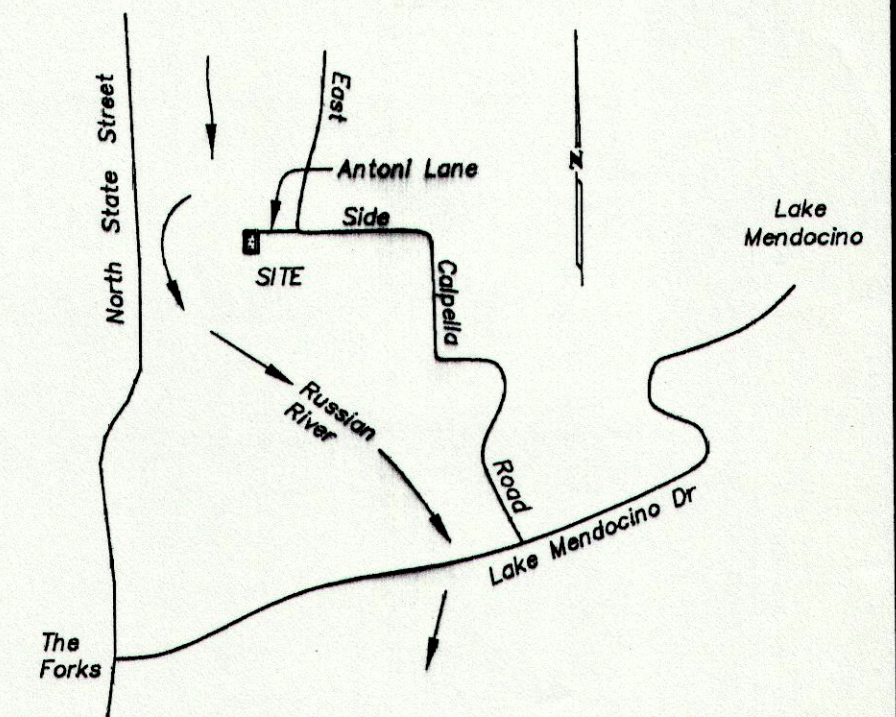 North State Street
East
Antoni Lane
Side
SITE
Calpella
N
Lake
Mendocino
Russian
River
Road
Lake Mendocino Dr
The
Forks